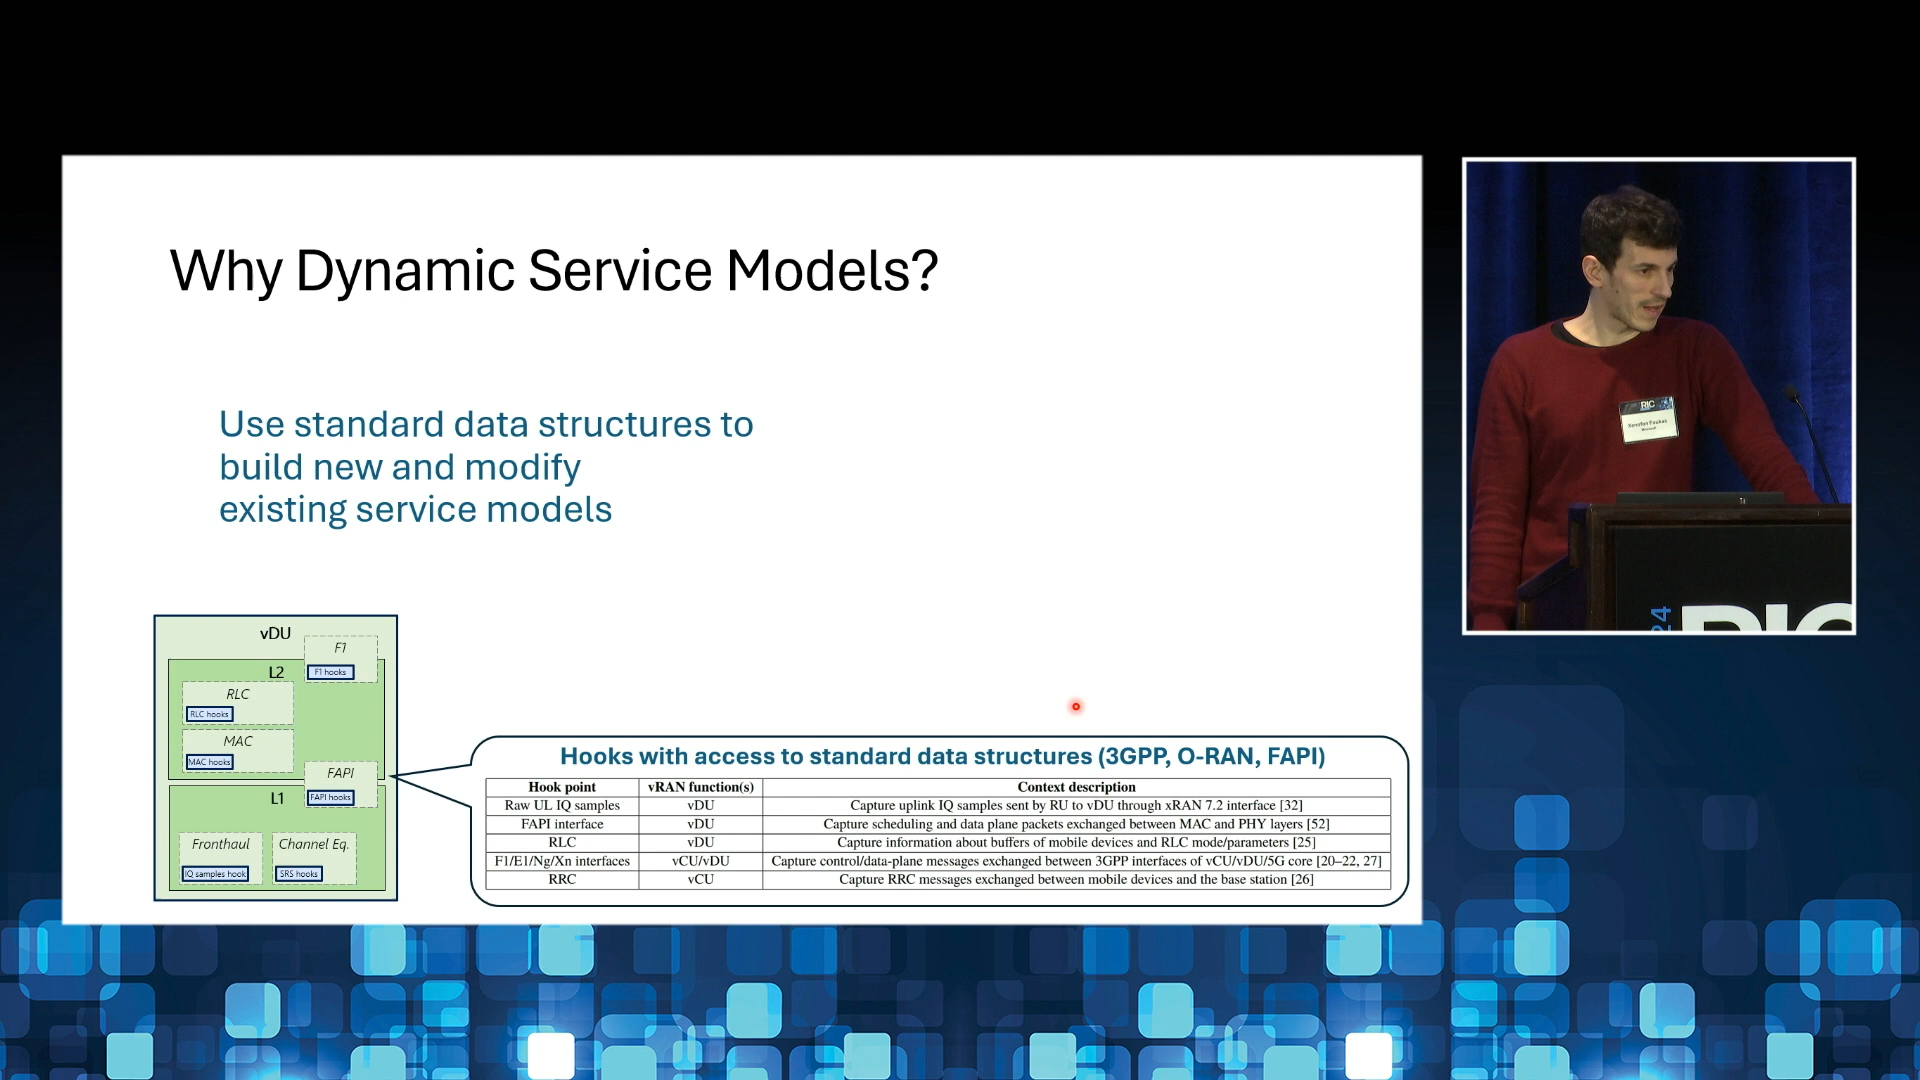 Why Dynamic Service Models?
Use standard data structures to
build new and modify
existing service models
vDU
F1
F1 hooks
L2
RLC
RLC hooks
MAC
MAC hooks
FAPI
FAPI hooks
L1
Fronthaul
IQ samples hook
Channel Eq.
SRS hooks
Hooks with access to standard data structures (3GPP, O-RAN, FAPI)
Hook point vRAN function(s) Context description
Raw UL IQ samples vDU Capture uplink IQ samples sent by RU to vDU through xRAN 7.2 interface [32]
FAPI interface vDU Capture scheduling and data plane packets exchanged between MAC and PHY layers [52]
RLC vDU Capture information about buffers of mobile devices and RLC mode/parameters [25]
F1/E1/Ng/Xn interfaces vCU/vDU Capture control/data-plane messages exchanged between 3GPP interfaces of vCU/vDU/5G core [20–22, 27]
RRC vCU Capture RRC messages exchanged between mobile devices and the base station [26]
RIC
Xenofon Foukas
Microsoft
24
RIC